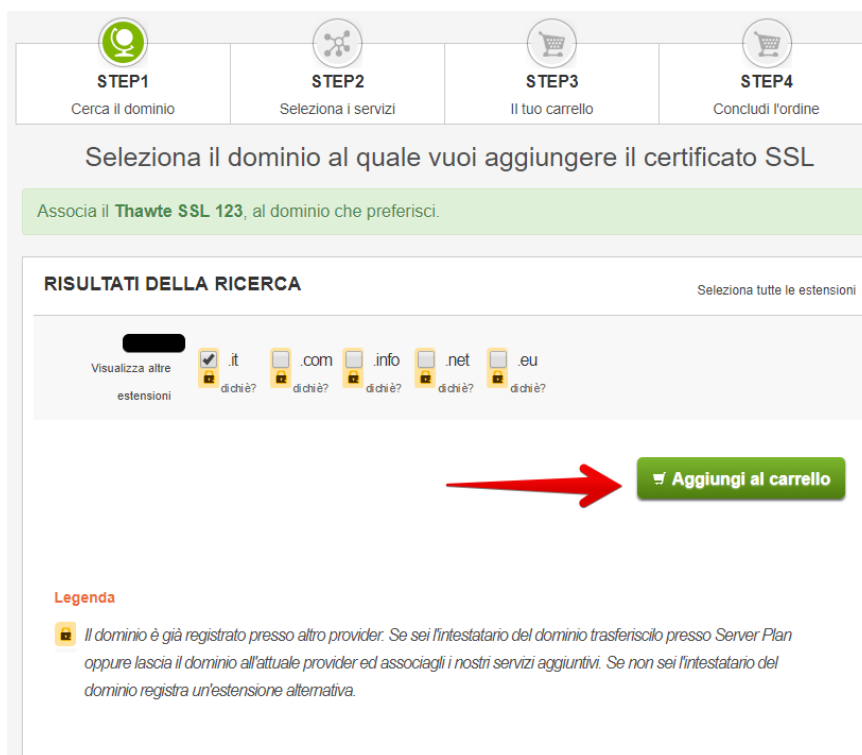 STEP1
Cerca il dominio
STEP2
Seleziona i servizi
STEP3
Il tuo carrello
STEP4
Concludi l'ordine
Seleziona il dominio al quale vuoi aggiungere il certificato SSL
Associa il Thawte SSL 123, al dominio che preferisci.
RISULTATI DELLA RICERCA
Seleziona tutte le estensioni
Visualizza altre
estensioni
.it
di chi è?
.com
di chi è?
.info
di chi è?
.net
di chi è?
.eu
di chi è?
Aggiungi al carrello
Legenda
Il dominio è già registrato presso altro provider. Se sei l'intestatario del dominio trasferiscilo presso Server Plan
oppure lascia il dominio all'attuale provider ed associagli i nostri servizi aggiuntivi. Se non sei l'intestatario del
dominio registra un'estensione alternativa.